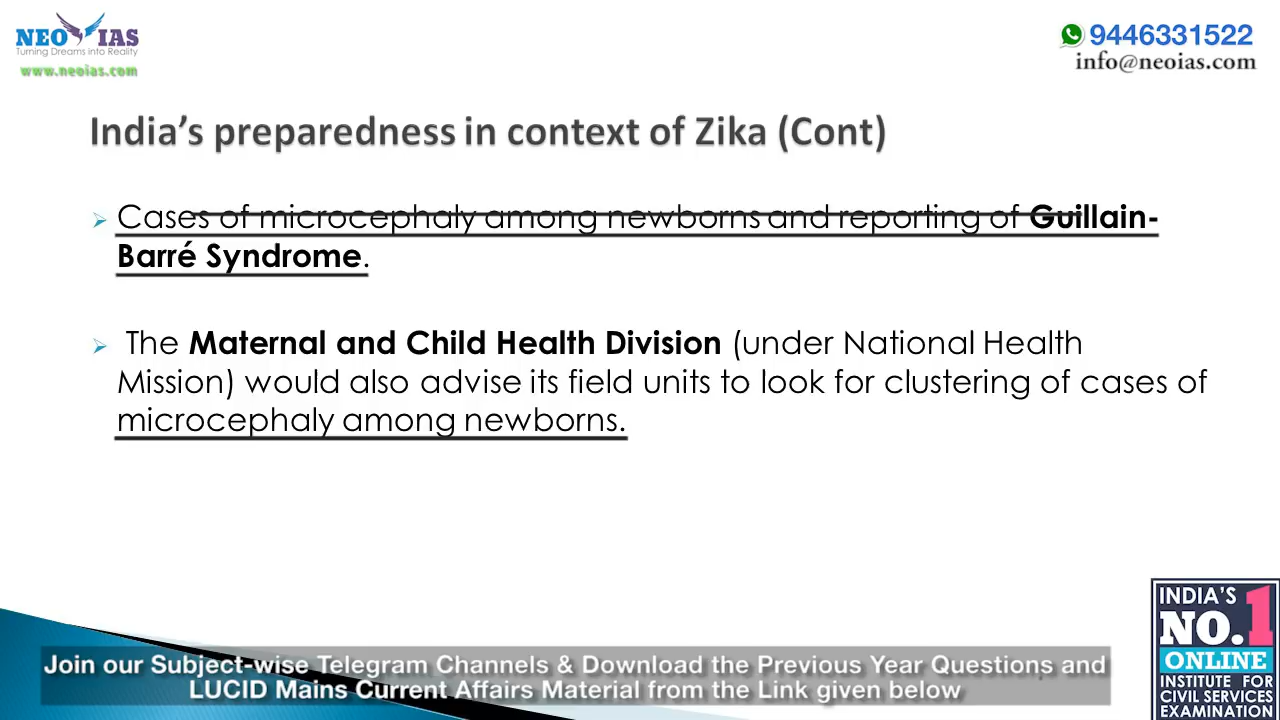 NEO IAS
Turning Dreams into Reality
www.neoias.com
9446331522
info@neoias.com
India’s preparedness in context of Zika (Cont)
Cases of microcephaly among newborns and reporting of Guillain-
Barré Syndrome.
The Maternal and Child Health Division (under National Health
Mission) would also advise its field units to look for clustering of cases of
microcephaly among newborns.
Join our Subject-wise Telegram Channels & Download the Previous Year Questions and
LUCID Mains Current Affairs Material from the Link given below
INDIA’S
NO.1
ONLINE
INSTITUTE FOR
CIVIL SERVICES
EXAMINATION